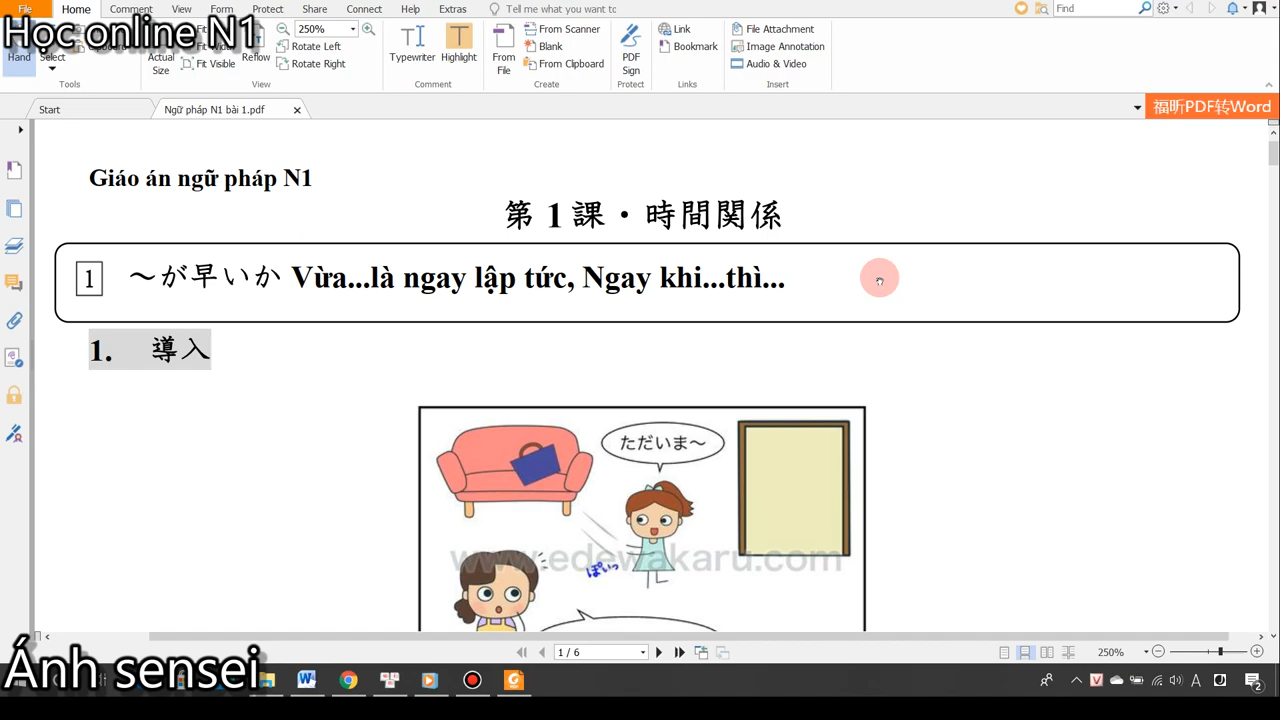 File Home Comment View Form Protect Share Connect Help Extras Tell me what you want to Find
Học online N1
Hand Select Actual Size Fit Width Fit Visible Reflow 250% Rotate Left Rotate Right Typewriter Highlight From File From Scanner Blank From Clipboard PDF Sign Link Bookmark File Attachment Image Annotation Audio & Video
Tools View Comment Create Protect Links Insert
Start Ngữ pháp N1 bài 1.pdf 福昕PDF转Word
Giáo án ngữ pháp N1
第 1 課・時間関係
1 ～が早いか Vừa...là ngay lập tức, Ngay khi...thì...
1. 導入
ただいま～
www.edewakaru.com
ぽいっ
1 / 6 250%
Ánh sensei
2